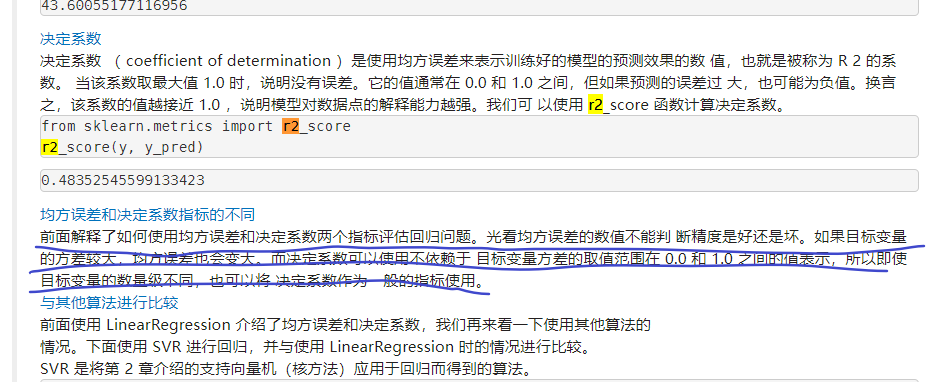 43.60055177116956
决定系数
决定系数 （ coefficient of determination ）是使用均方误差来表示训练好的模型的预测效果的数 值，也就是被称为 R 2 的系
数。 当该系数取最大值 1.0 时，说明没有误差。它的值通常在 0.0 和 1.0 之间，但如果预测的误差过 大，也可能为负值。换言
之，该系数的值越接近 1.0 ，说明模型对数据点的解释能力越强。我们可 以使用 r2_score 函数计算决定系数。
from sklearn.metrics import r2_score
r2_score(y, y_pred)
0.48352545599133423
均方误差和决定系数指标的不同
前面解释了如何使用均方误差和决定系数两个指标评估回归问题。光看均方误差的数值不能判 断精度是好还是坏。如果目标变量
的方差较大，均方误差也会变大。而决定系数可以使用不依赖于 目标变量方差的取值范围在 0.0 和 1.0 之间的值表示，所以即使
目标变量的数量级不同，也可以将 决定系数作为一般的指标使用。
与其他算法进行比较
前面使用 LinearRegression 介绍了均方误差和决定系数，我们再来看一下使用其他算法的
情况。下面使用 SVR 进行回归，并与使用 LinearRegression 时的情况进行比较。
SVR 是将第 2 章介绍的支持向量机（核方法）应用于回归而得到的算法。